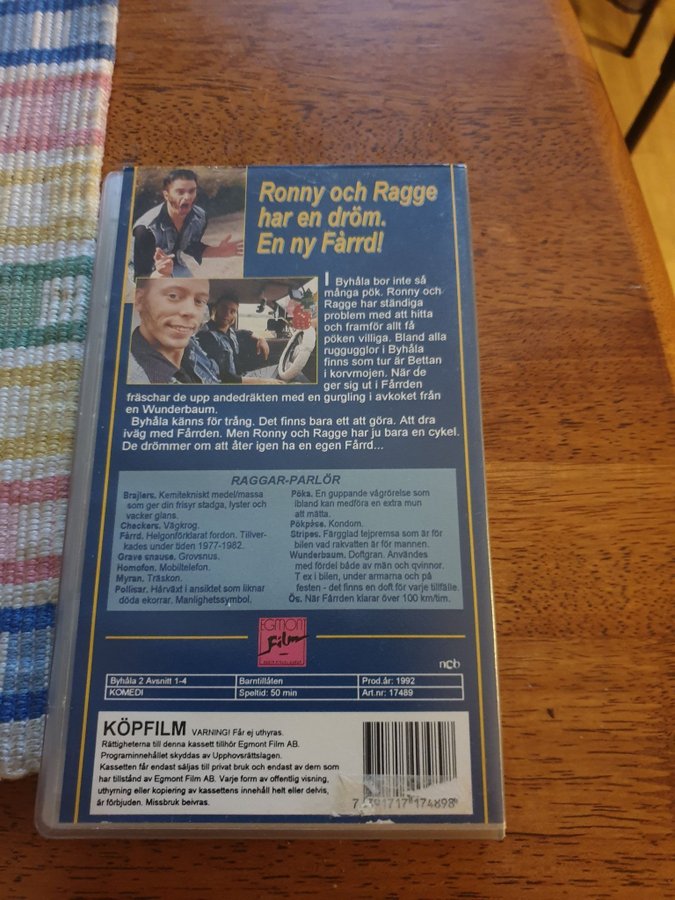 Ronny och Ragge
har en dröm.
En ny Fårrd!
I Byhåla bor inte så
många pök. Ronny och
Ragge har ständiga
problem med att hitta
och framför allt få
pöken villiga. Bland alla
ruggugglor i Byhåla
finns som tur är Bettan
i korvmojen. När de
ger sig ut i Fårrden
fräschar de upp andedräkten med en gurgling i avkoket från
en Wunderbaum.
Byhåla känns för trång. Det finns bara ett att göra. Att dra
iväg med Fårrden. Men Ronny och Ragge har ju bara en cykel.
De drömmer om att åter igen ha en egen Fårrd...
RAGGAR-PARLÖR
Brajlers. Kemitekniskt medel/massa
som ger din frisyr stadga, lyster och
vacker glans.
Checkers. Vägkrog.
Fårrd. Helgonförklarat fordon. Tillver-
kades under tiden 1977-1982.
Grave snause. Grovsnus.
Homofon. Mobiltelefon.
Myran. Träskon.
Pollisar. Hårväxt i ansiktet som liknar
döda ekorrar. Manlighetssymbol.
Pöka. En guppande vågrörelse som
ibland kan medföra en extra mun
att mätta.
Pökpåse. Kondom.
Stripes. Färgglad tejpremsa som är för
bilen vad rakvatten är för mannen.
Wunderbaum. Doftgran. Användes
med fördel både av män och qvinnor.
T ex i bilen, under armarna och på
festen - det finns en doft för varje tillfälle.
Ös. När Fårrden klarar över 100 km/tim.
EGMONT
Film
ncb
Byhåla 2 Avsnitt 1-4 Barntillåten Prod.år: 1992
KOMEDI Speltid: 50 min Art.nr: 17489
KÖPFILM VARNING! Får ej uthyras.
Rättigheterna till denna kassett tillhör Egmont Film AB.
Programinnehållet skyddas av Upphovsrättslagen.
Kassetten får endast säljas till privat bruk och endast av dem som
har tillstånd av Egmont Film AB. Varje form av offentlig visning,
uthyrning eller kopiering av kassettens innehåll helt eller delvis,
är förbjuden. Missbruk beivras.
174898